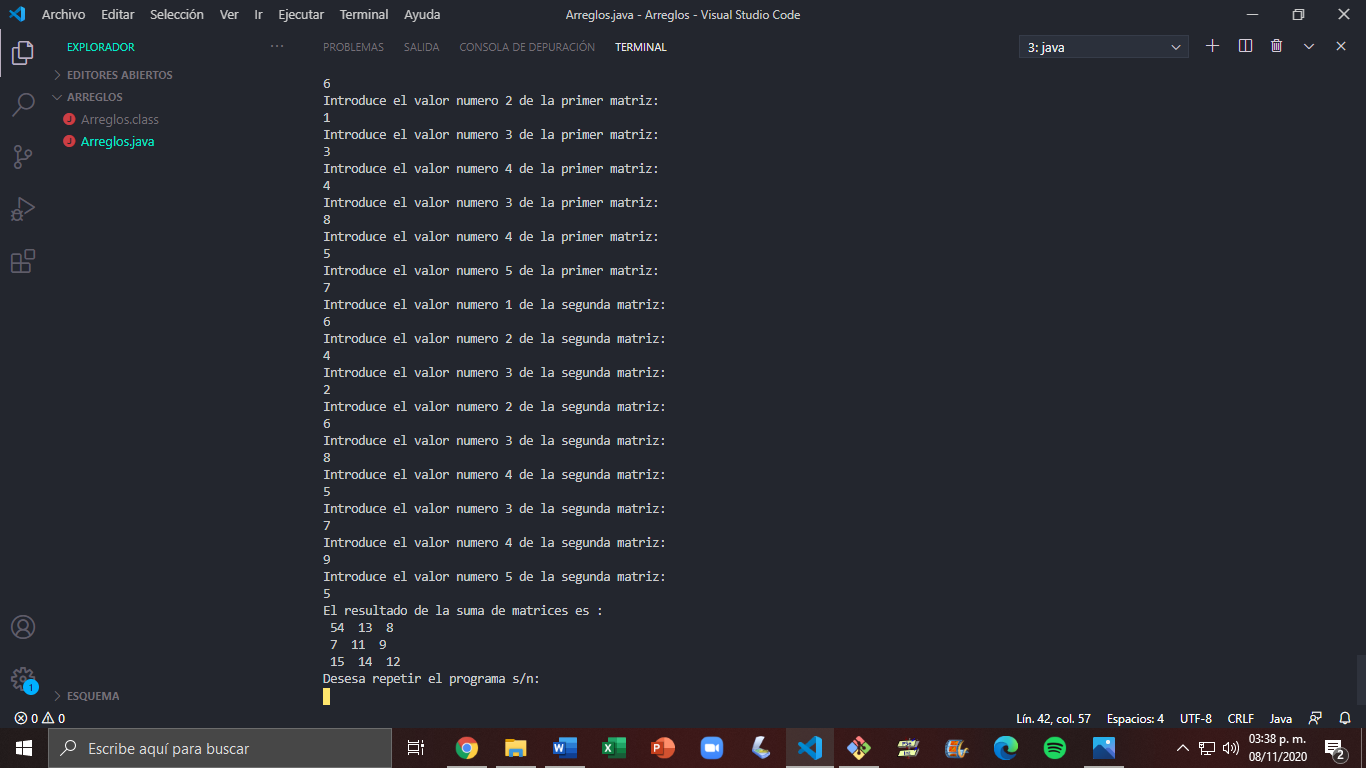 Archivo Editar Selección Ver Ir Ejecutar Terminal Ayuda
Arreglos.java - Arreglos - Visual Studio Code
EXPLORADOR
EDITORES ABIERTOS
ARREGLOS
Arreglos.class
Arreglos.java
ESQUEMA
PROBLEMAS SALIDA CONSOLA DE DEPURACIÓN TERMINAL
3: java
6
Introduce el valor numero 2 de la primer matriz:
1
Introduce el valor numero 3 de la primer matriz:
3
Introduce el valor numero 4 de la primer matriz:
4
Introduce el valor numero 3 de la primer matriz:
8
Introduce el valor numero 4 de la primer matriz:
5
Introduce el valor numero 5 de la primer matriz:
7
Introduce el valor numero 1 de la segunda matriz:
6
Introduce el valor numero 2 de la segunda matriz:
4
Introduce el valor numero 3 de la segunda matriz:
2
Introduce el valor numero 2 de la segunda matriz:
6
Introduce el valor numero 3 de la segunda matriz:
8
Introduce el valor numero 4 de la segunda matriz:
5
Introduce el valor numero 3 de la segunda matriz:
7
Introduce el valor numero 4 de la segunda matriz:
9
Introduce el valor numero 5 de la segunda matriz:
5
El resultado de la suma de matrices es :
54 13 8
7 11 9
15 14 12
Desesa repetir el programa s/n:
1
0 0
Lín. 42, col. 57 Espacios: 4 UTF-8 CRLF Java
Escribe aquí para buscar
03:38 p. m.
08/11/2020
2